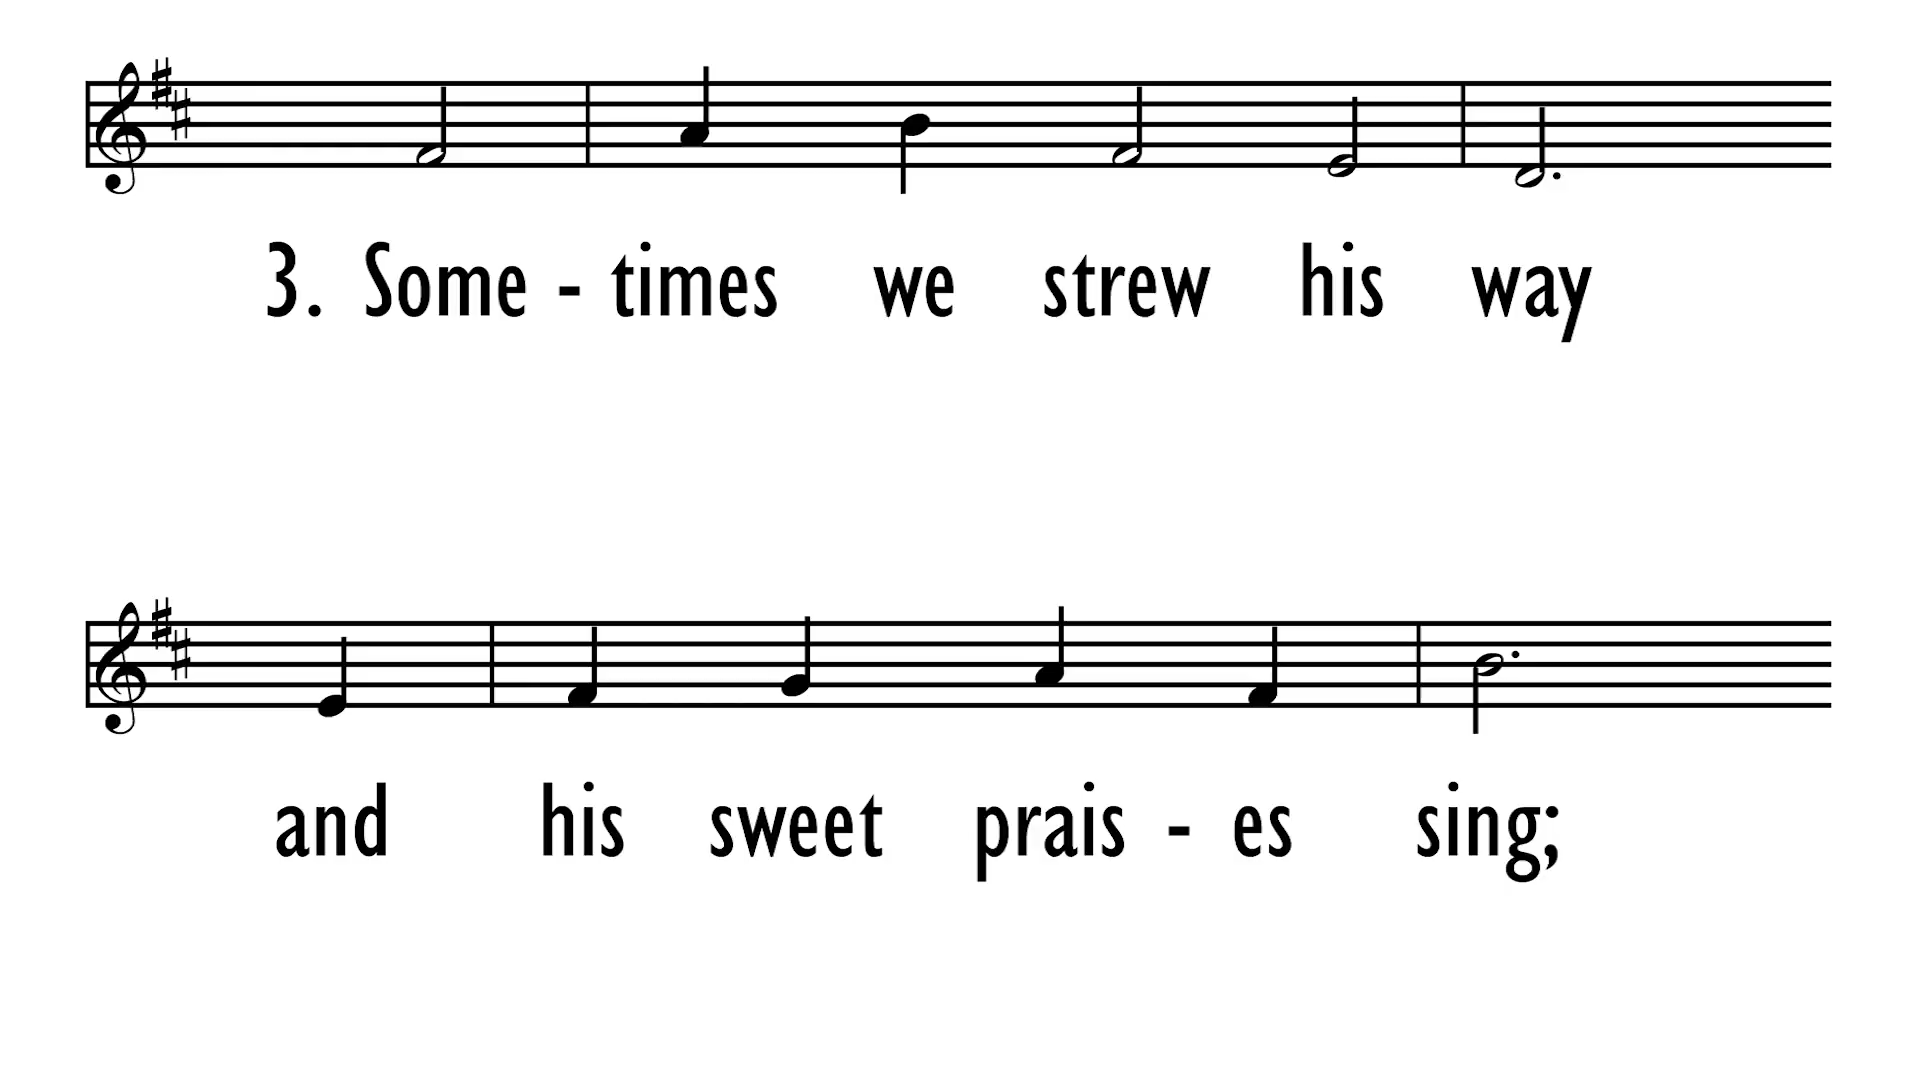 3. Some - times we strew his way
and his sweet prais - es sing;